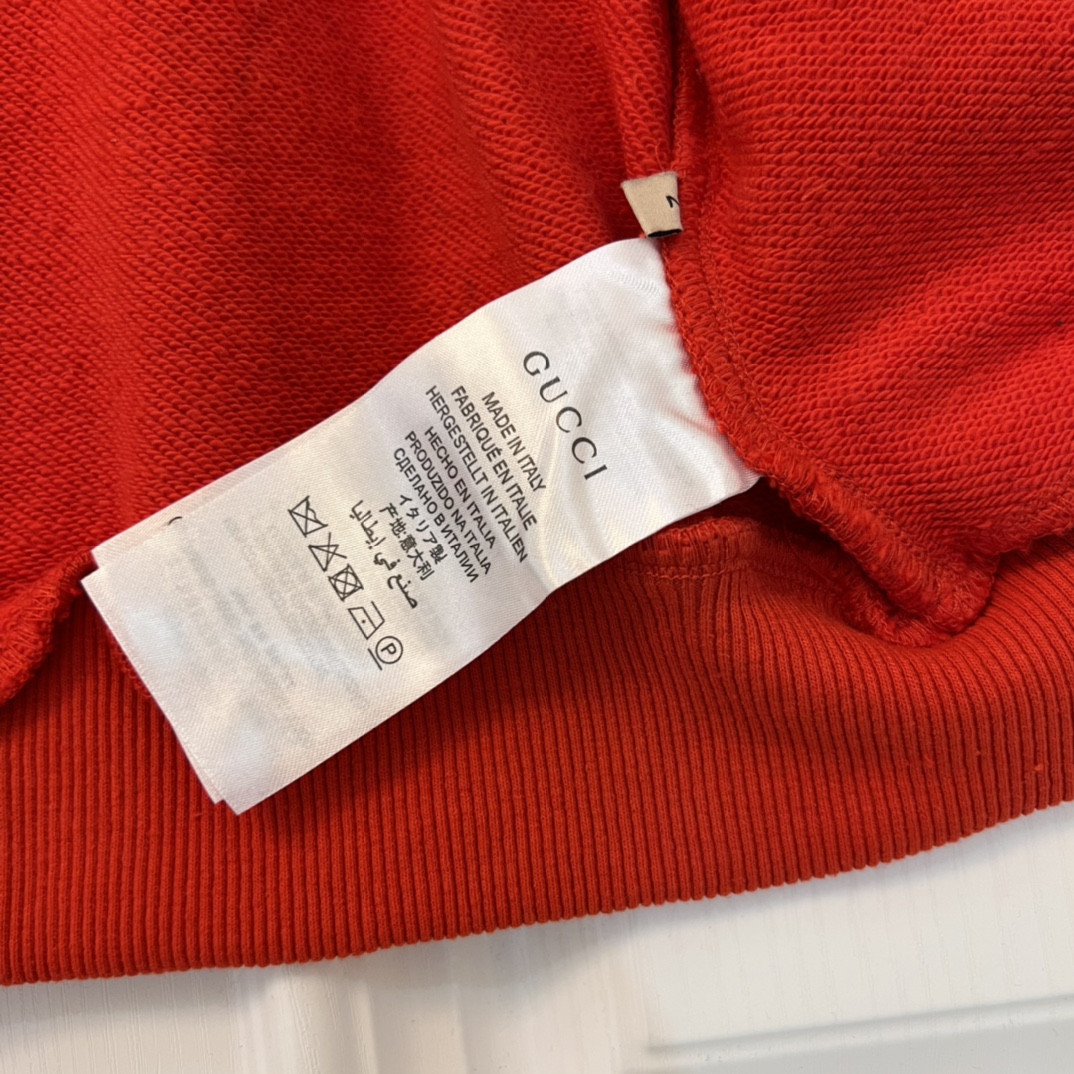 GUCCI
MADE IN ITALY
FABRIQUÉ EN ITALIE
HERGESTELLT IN ITALIEN
HECHO EN ITALIA
PRODUZIDO NA ITALIA
СДЕЛАНО В ИТАЛИИ
イタリア製
产地:意大利
صنع في إيطاليا
P